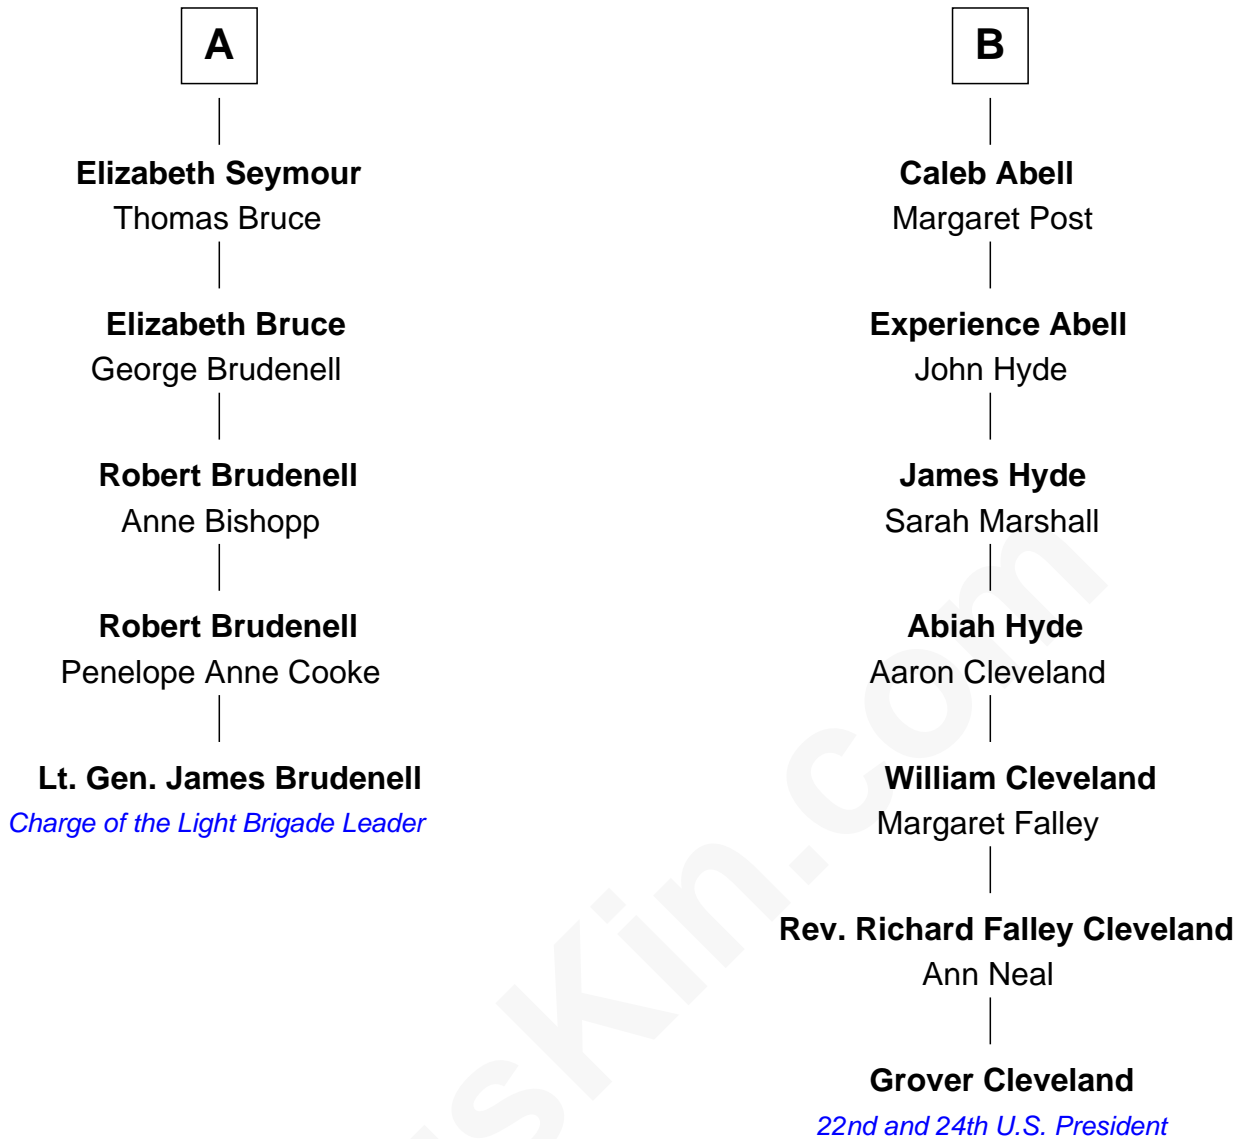 A
Elizabeth Seymour
Thomas Bruce
Elizabeth Bruce
George Brudenell
Robert Brudenell
Anne Bishopp
Robert Brudenell
Penelope Anne Cooke
Lt. Gen. James Brudenell
Charge of the Light Brigade Leader
B
Caleb Abell
Margaret Post
Experience Abell
John Hyde
James Hyde
Sarah Marshall
Abiah Hyde
Aaron Cleveland
William Cleveland
Margaret Falley
Rev. Richard Falley Cleveland
Ann Neal
Grover Cleveland
22nd and 24th U.S. President
usKin.com